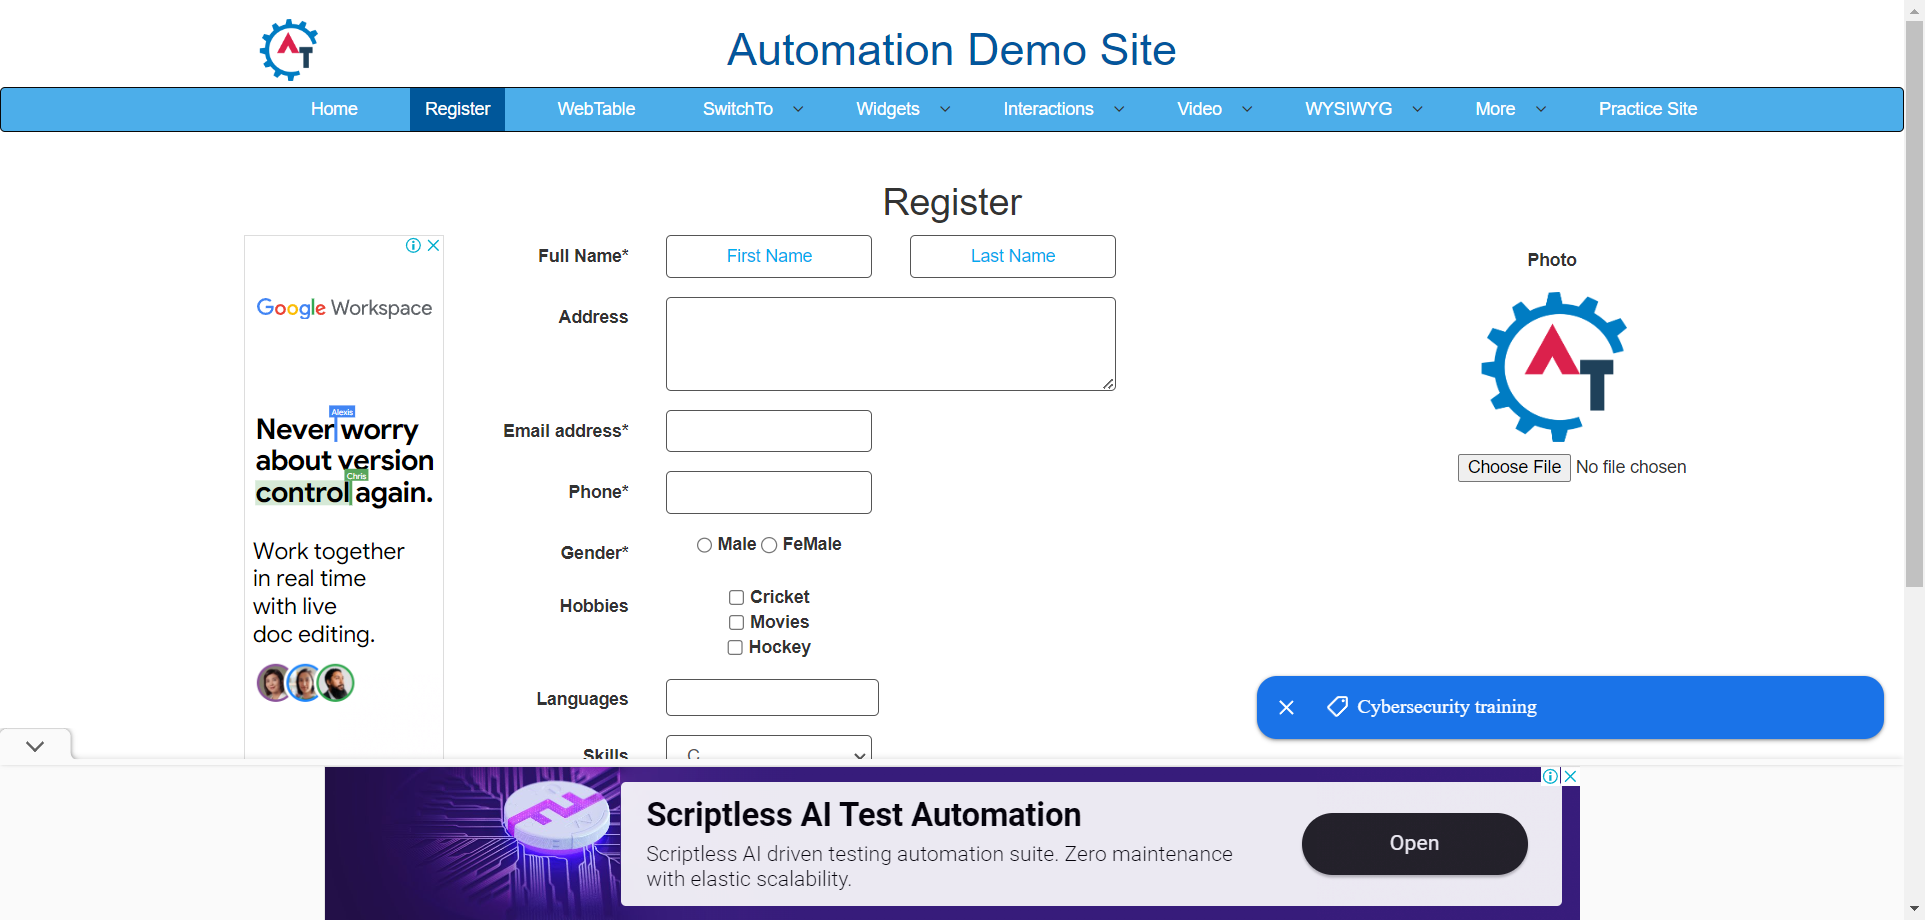 AT
Automation Demo Site
Home Register WebTable SwitchTo Widgets Interactions Video WYSIWYG More Practice Site
Register
Google Workspace
Alexis
Never worry
about version
Chris
control again.
Work together
in real time
with live
doc editing.
Full Name* First Name Last Name
Address
Email address*
Phone*
Gender* Male FeMale
Hobbies Cricket
Movies
Hockey
Languages
Skills C
Photo
AT
Choose File No file chosen
Cybersecurity training
Scriptless AI Test Automation
Scriptless AI driven testing automation suite. Zero maintenance
with elastic scalability.
Open